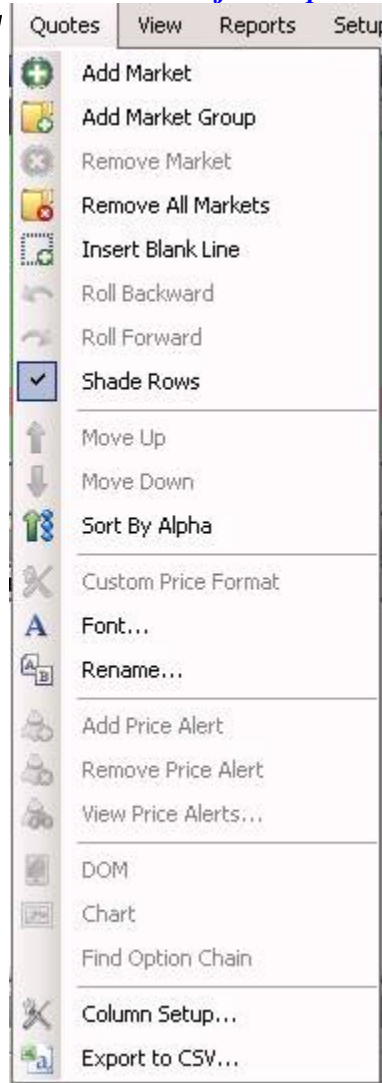 Quotes View Reports Setup
Add Market
Add Market Group
Remove Market
Remove All Markets
Insert Blank Line
Roll Backward
Roll Forward
Shade Rows
Move Up
Move Down
Sort By Alpha
Custom Price Format
Font...
Rename...
Add Price Alert
Remove Price Alert
View Price Alerts...
DOM
Chart
Find Option Chain
Column Setup...
Export to CSV...